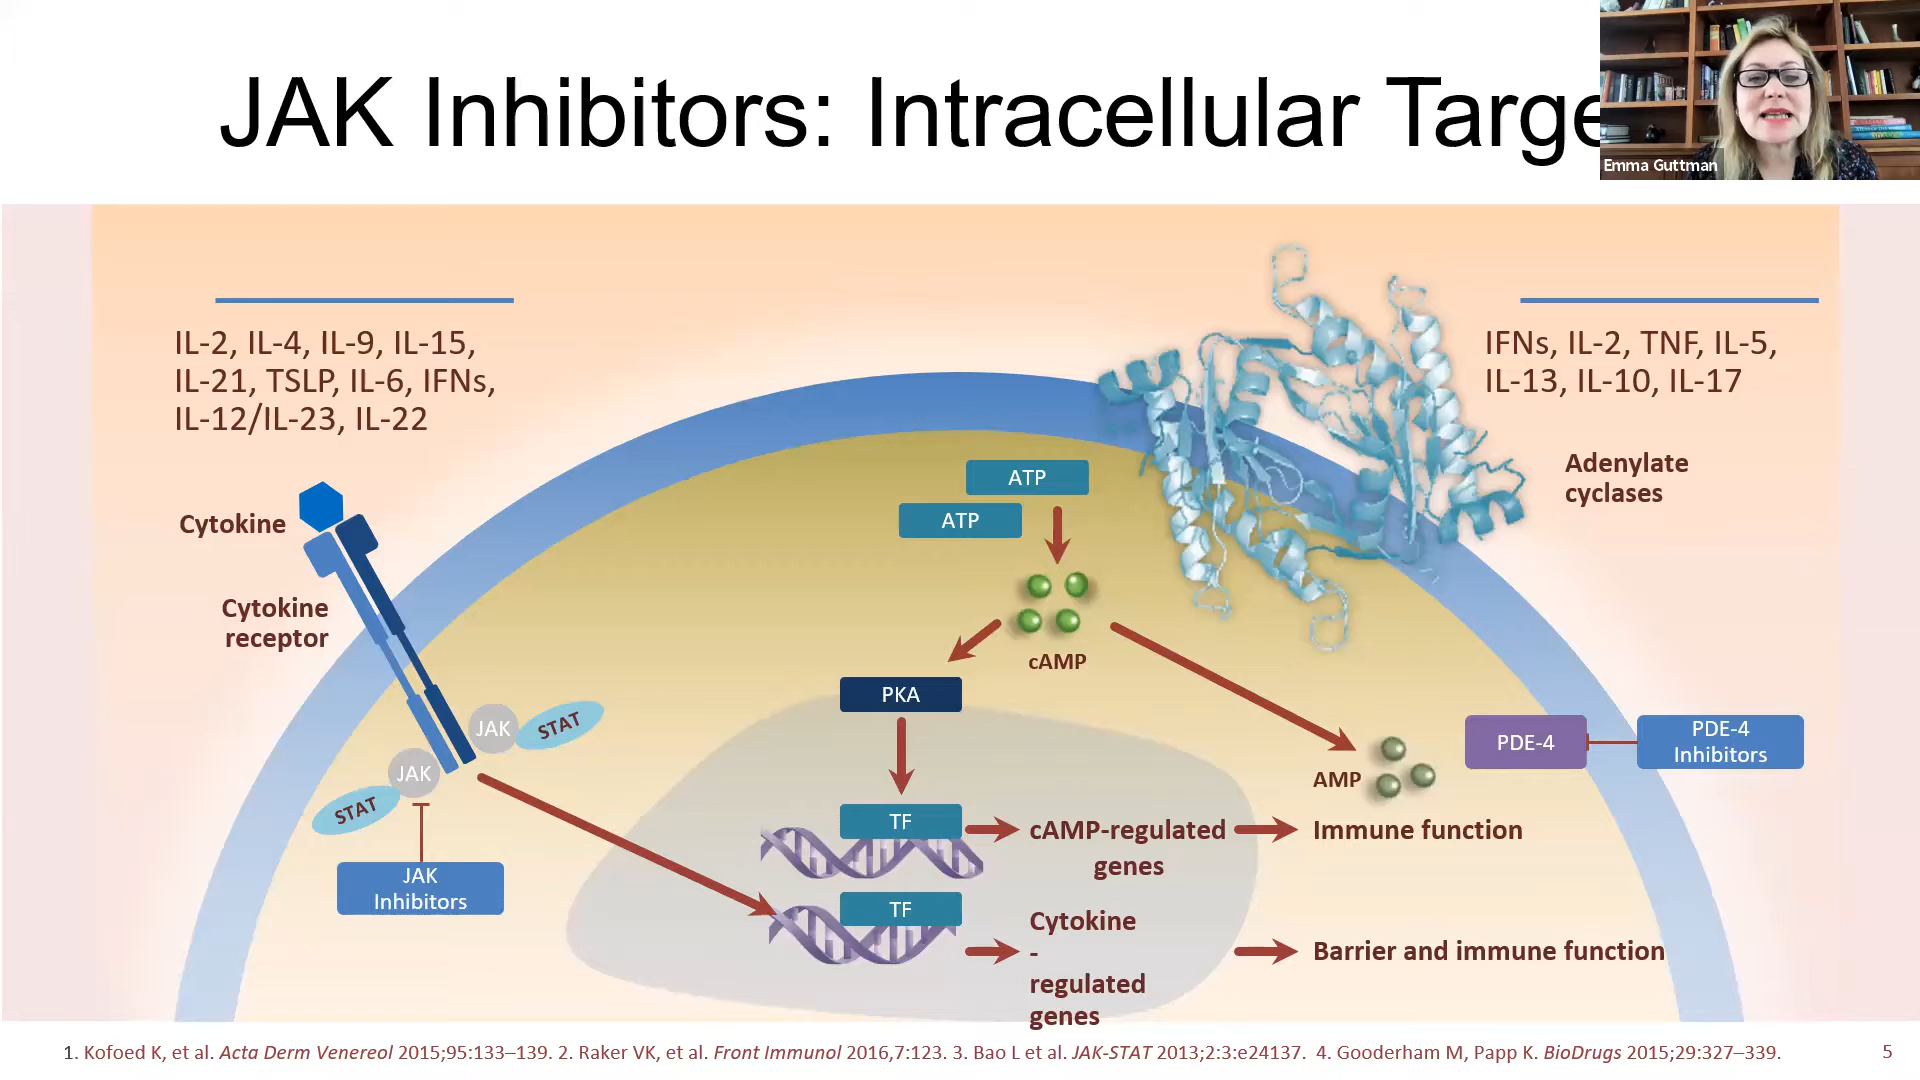 JAK Inhibitors: Intracellular Targe
Emma Guttman
IL-2, IL-4, IL-9, IL-15,
IL-21, TSLP, IL-6, IFNs,
IL-12/IL-23, IL-22
IFNs, IL-2, TNF, IL-5,
IL-13, IL-10, IL-17
Adenylate
cyclases
ATP
ATP
Cytokine
Cytokine
receptor
cAMP
PKA
JAK
STAT
JAK
STAT
JAK
Inhibitors
PDE-4
PDE-4
Inhibitors
AMP
TF
cAMP-regulated
genes
Immune function
TF
Cytokine
-
regulated
genes
Barrier and immune function
1. Kofoed K, et al. Acta Derm Venereol 2015;95:133–139. 2. Raker VK, et al. Front Immunol 2016,7:123. 3. Bao L et al. JAK-STAT 2013;2:3:e24137. 4. Gooderham M, Papp K. BioDrugs 2015;29:327–339.
5